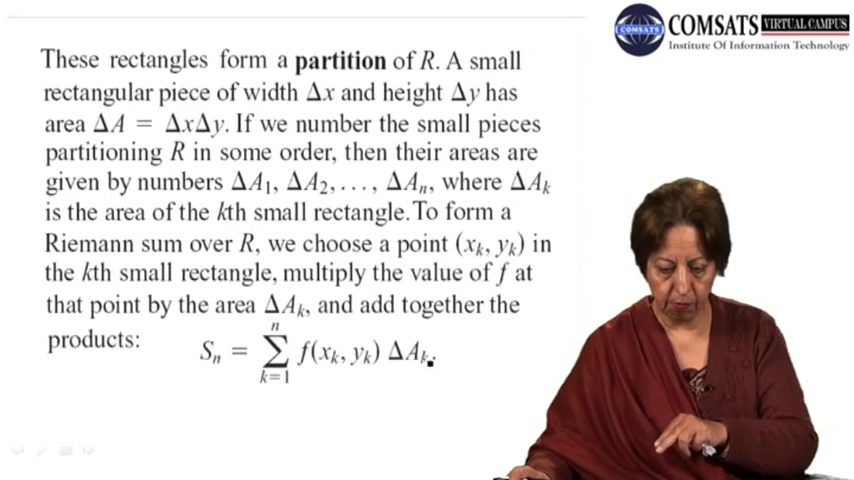 COMSATS VIRTUAL CAMPUS
COMSATS
Institute Of Information Technology
These rectangles form a partition of R. A small
rectangular piece of width Δx and height Δy has
area ΔA = ΔxΔy. If we number the small pieces
partitioning R in some order, then their areas are
given by numbers ΔA₁, ΔA₂, . . . , ΔAₙ, where ΔAₖ
is the area of the kth small rectangle. To form a
Riemann sum over R, we choose a point (xₖ, yₖ) in
the kth small rectangle, multiply the value of f at
that point by the area ΔAₖ, and add together the
products:
Sₙ = ∑ₖ₌₁ⁿ f(xₖ, yₖ) ΔAₖ.